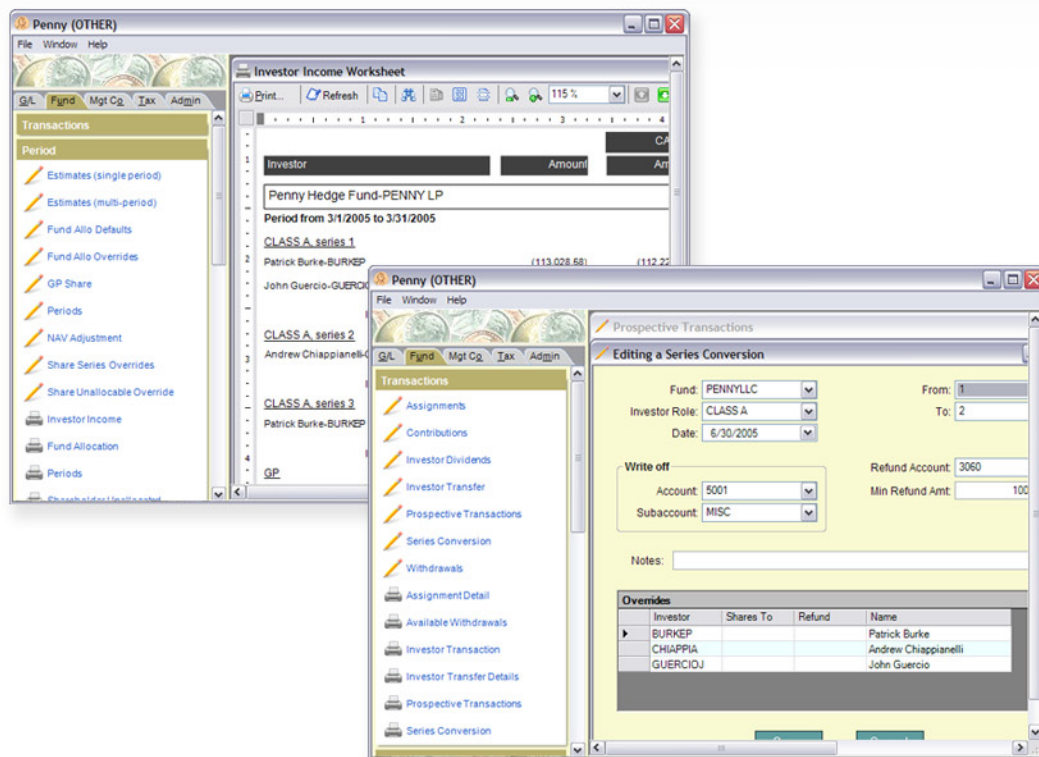 Penny (OTHER)
File Window Help
G/L Fund Mgt Co Tax Admin
Transactions
Period
Estimates (single period)
Estimates (multi-period)
Fund Allo Defaults
Fund Allo Overrides
GP Share
Periods
NAV Adjustment
Share Series Overrides
Share Unallocable Override
Investor Income
Fund Allocation
Periods
Investor Income Worksheet
Print... Refresh 115 %
1 2 3 4
Investor Amount
Penny Hedge Fund-PENNY LP
Period from 3/1/2005 to 3/31/2005
CLASS A, series 1
Patrick Burke-BURKEP (113,028.58) (112,22
John Guercio-GUERCIO
CLASS A, series 2
Andrew Chiappianelli-
CLASS A, series 3
Patrick Burke-BURKEP
GP
Penny (OTHER)
File Window Help
G/L Fund Mgt Co Tax Admin
Transactions
Assignments
Contributions
Investor Dividends
Investor Transfer
Prospective Transactions
Series Conversion
Withdrawals
Assignment Detail
Available Withdrawals
Investor Transaction
Investor Transfer Details
Prospective Transactions
Series Conversion
Prospective Transactions
Editing a Series Conversion
Fund: PENNYLLC From: 1
Investor Role: CLASS A To: 2
Date: 6/30/2005
Write off Refund Account: 3060
Account: 5001 Min Refund Amt: 100
Subaccount: MISC
Notes:
Overrides
Investor Shares To Refund Name
BURKEP Patrick Burke
CHIAPPIA Andrew Chiappianelli
GUERCIOJ John Guercio